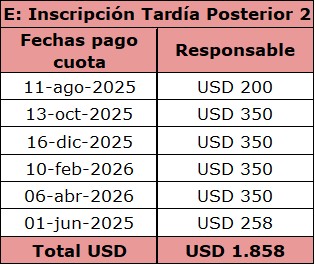 E: Inscripción Tardía Posterior 2
Fechas pago cuota Responsable
11-ago-2025 USD 200
13-oct-2025 USD 350
16-dic-2025 USD 350
10-feb-2026 USD 350
06-abr-2026 USD 350
01-jun-2025 USD 258
Total USD USD 1.858